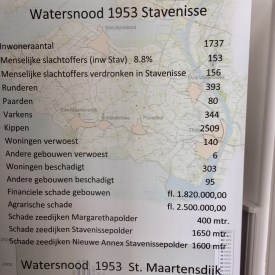 Watersnood 1953 Stavenisse
Inwoneraantal 1737
Menselijke slachtoffers (inw Stav) 8.8% 153
Menselijke slachtoffers verdronken in Stavenisse 156
Runderen 393
Paarden 80
Varkens 344
Kippen 2509
Woningen verwoest 140
Andere gebouwen verwoest 6
Woningen beschadigd 303
Andere gebouwen beschadigd 95
Financiele schade gebouwen fl. 1.820.000,00
Agrarische schade fl. 2.500.000,00
Schade zeedijken Margarethapolder 400 mtr.
Schade zeedijken Stavenissepolder 1650 mtr.
Schade zeedijken Nieuwe Annex Stavenissepolder 1600 mtr.
Watersnood 1953 St. Maartensdijk